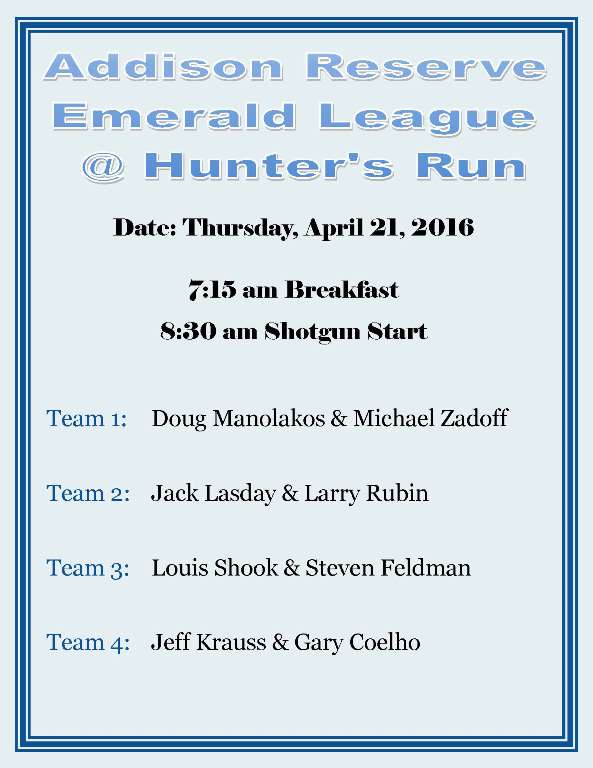 Addison Reserve
Emerald League
@ Hunter's Run
Date: Thursday, April 21, 2016
7:15 am Breakfast
8:30 am Shotgun Start
Team 1: Doug Manolakos & Michael Zadoff
Team 2: Jack Lasday & Larry Rubin
Team 3: Louis Shook & Steven Feldman
Team 4: Jeff Krauss & Gary Coelho